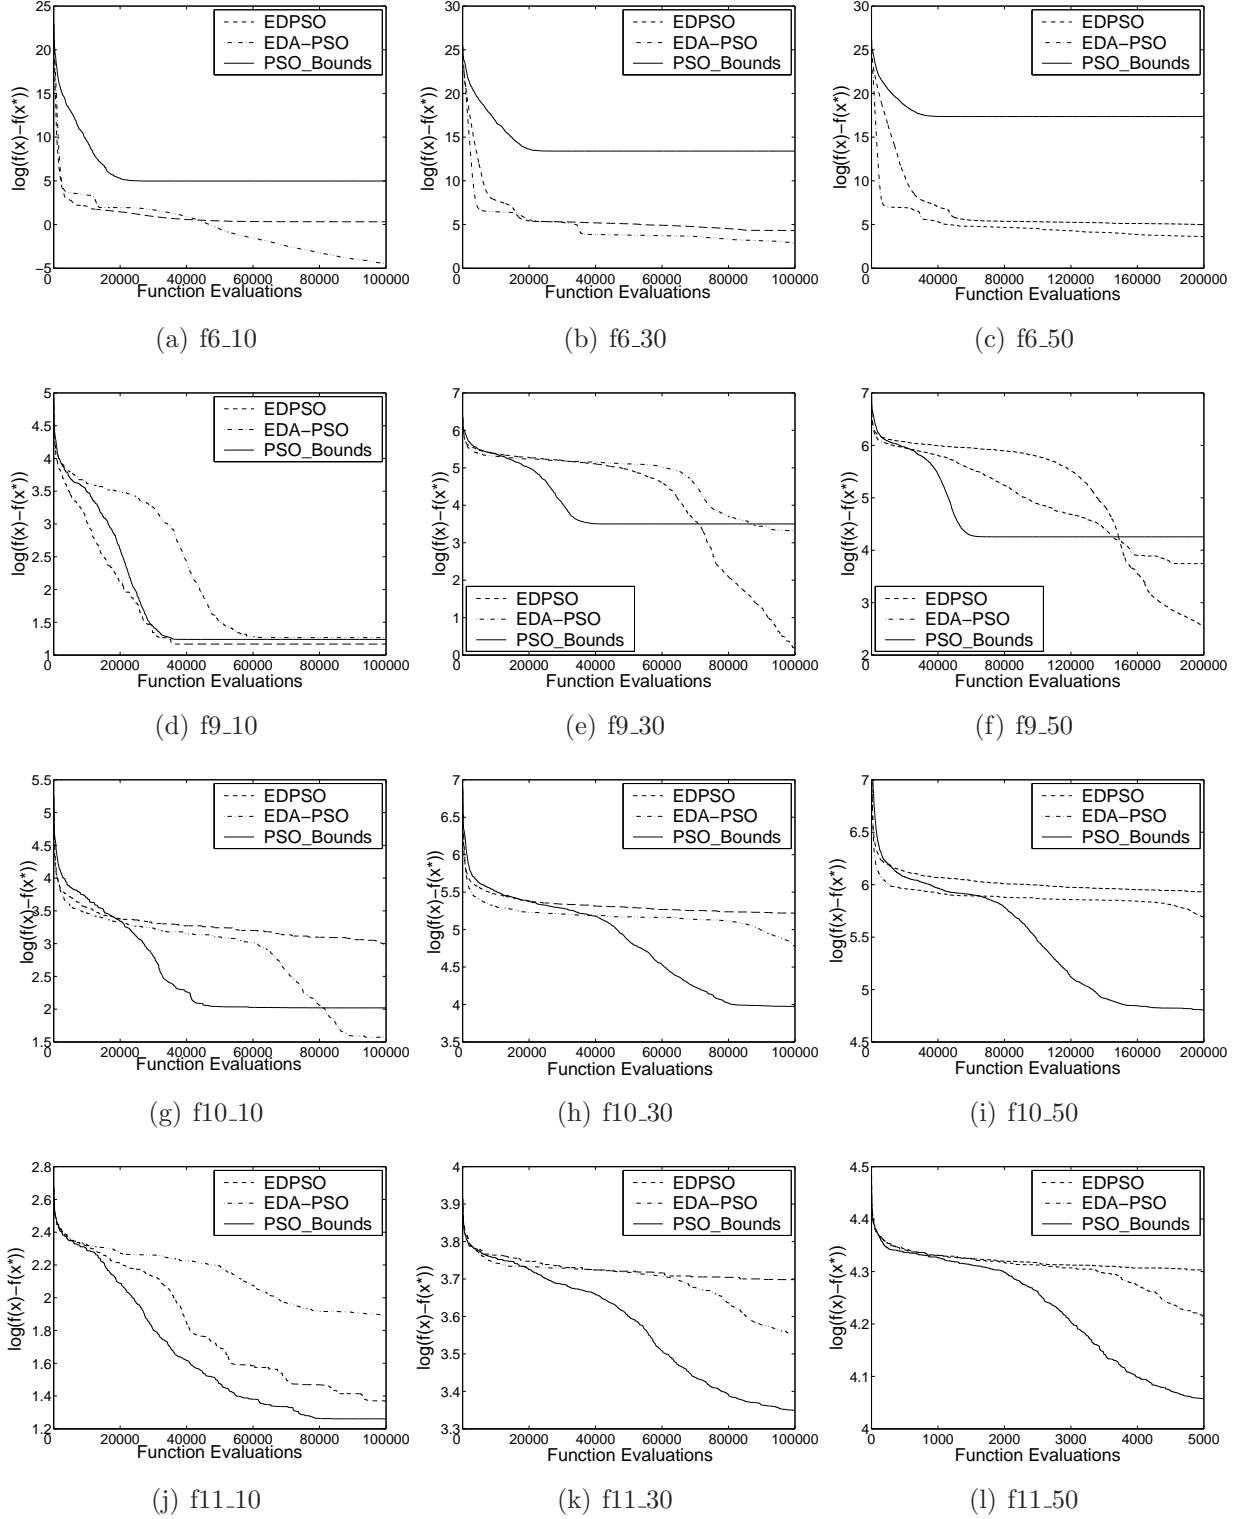 25
20
15
10
5
0
−5
log(f(x)−f(x*))
EDPSO
EDA−PSO
PSO_Bounds
0 20000 40000 60000 80000 100000
Function Evaluations
(a) f6_10
30
25
20
15
10
5
0
log(f(x)−f(x*))
EDPSO
EDA−PSO
PSO_Bounds
0 20000 40000 60000 80000 100000
Function Evaluations
(b) f6_30
30
25
20
15
10
5
0
log(f(x)−f(x*))
EDPSO
EDA−PSO
PSO_Bounds
0 40000 80000 120000 160000 200000
Function Evaluations
(c) f6_50
5
4.5
4
3.5
3
2.5
2
1.5
1
log(f(x)−f(x*))
EDPSO
EDA−PSO
PSO_Bounds
0 20000 40000 60000 80000 100000
Function Evaluations
(d) f9_10
7
6
5
4
3
2
1
0
log(f(x)−f(x*))
EDPSO
EDA−PSO
PSO_Bounds
0 20000 40000 60000 80000 100000
Function Evaluations
(e) f9_30
7
6
5
4
3
2
log(f(x)−f(x*))
EDPSO
EDA−PSO
PSO_Bounds
0 40000 80000 120000 160000 200000
Function Evaluations
(f) f9_50
5.5
5
4.5
4
3.5
3
2.5
2
1.5
log(f(x)−f(x*))
EDPSO
EDA−PSO
PSO_Bounds
0 20000 40000 60000 80000 100000
Function Evaluations
(g) f10_10
7
6.5
6
5.5
5
4.5
4
3.5
log(f(x)−f(x*))
EDPSO
EDA−PSO
PSO_Bounds
0 20000 40000 60000 80000 100000
Function Evaluations
(h) f10_30
7
6.5
6
5.5
5
4.5
log(f(x)−f(x*))
EDPSO
EDA−PSO
PSO_Bounds
0 40000 80000 120000 160000 200000
Function Evaluations
(i) f10_50
2.8
2.6
2.4
2.2
2
1.8
1.6
1.4
1.2
log(f(x)−f(x*))
EDPSO
EDA−PSO
PSO_Bounds
0 20000 40000 60000 80000 100000
Function Evaluations
(j) f11_10
4
3.9
3.8
3.7
3.6
3.5
3.4
3.3
log(f(x)−f(x*))
EDPSO
EDA−PSO
PSO_Bounds
0 20000 40000 60000 80000 100000
Function Evaluations
(k) f11_30
4.5
4.4
4.3
4.2
4.1
4
log(f(x)−f(x*))
EDPSO
EDA−PSO
PSO_Bounds
0 1000 2000 3000 4000 5000
Function Evaluations
(l) f11_50